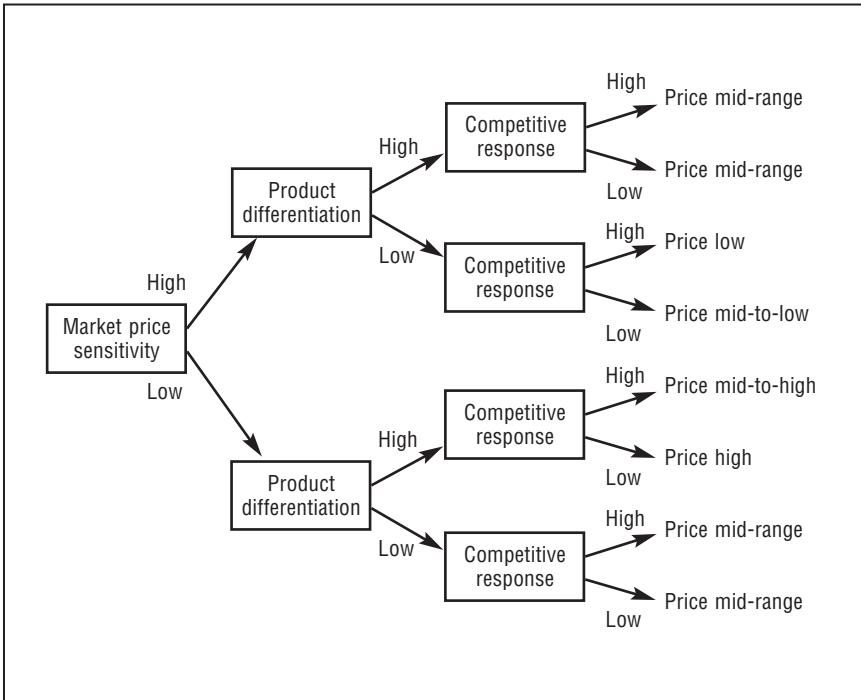 High
Price mid-range
Competitive
response
High
Price mid-range
Low
Product
differentiation
High
Price low
Low
Competitive
response
High
Price mid-to-low
Low
Market price
sensitivity
High
Price mid-to-high
Low
Competitive
response
High
Price high
Low
Product
differentiation
High
Price mid-range
Low
Competitive
response
Price mid-range
Low